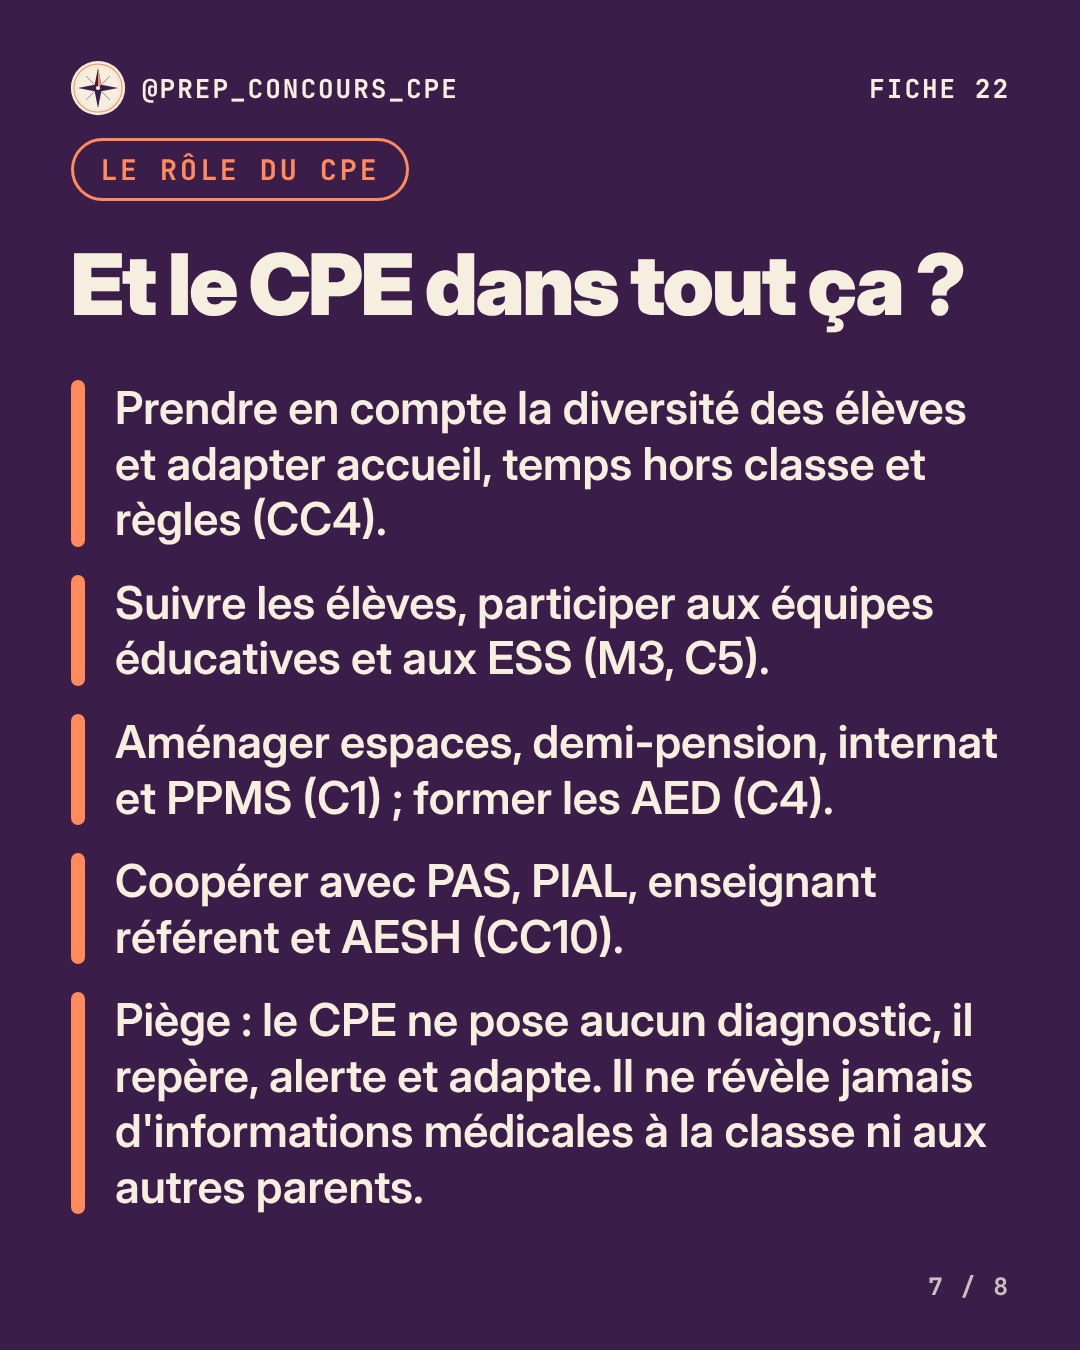 @PREP_CONCOURS_CPE
FICHE 22
LE RÔLE DU CPE
Et le CPE dans tout ça ?
Prendre en compte la diversité des élèves
et adapter accueil, temps hors classe et
règles (CC4).
Suivre les élèves, participer aux équipes
éducatives et aux ESS (M3, C5).
Aménager espaces, demi-pension, internat
et PPMS (C1) ; former les AED (C4).
Coopérer avec PAS, PIAL, enseignant
référent et AESH (CC10).
Piège : le CPE ne pose aucun diagnostic, il
repère, alerte et adapte. Il ne révèle jamais
d'informations médicales à la classe ni aux
autres parents.
7 / 8